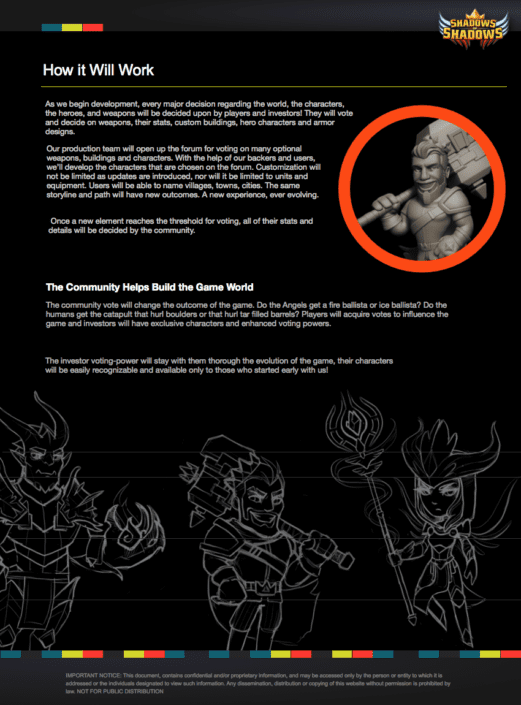 SHADOWS
OF
SHADOWS
How it Will Work
As we begin development, every major decision regarding the world, the characters,
the heroes, and weapons will be decided upon by players and investors! They will vote
and decide on weapons, their stats, custom buildings, hero characters and armor
designs.
Our production team will open up the forum for voting on many optional
weapons, buildings and characters. With the help of our backers and users,
we'll develop the characters that are chosen on the forum. Customization will
not be limited as updates are introduced, nor will it be limited to units and
equipment. Users will be able to name villages, towns, cities. The same
storyline and path will have new outcomes. A new experience, ever evolving.
Once a new element reaches the threshold for voting, all of their stats and
details will be decided by the community.
The Community Helps Build the Game World
The community vote will change the outcome of the game. Do the Angels get a fire ballista or ice ballista? Do the
humans get the catapult that hurl boulders or that hurl tar filled barrels? Players will acquire votes to influence the
game and investors will have exclusive characters and enhanced voting powers.
The investor voting-power will stay with them thorough the evolution of the game, their characters
will be easily recognizable and available only to those who started early with us!
IMPORTANT NOTICE: This document, contains confidential and/or proprietary information, and may be accessed only by the person or entity to which it is
addressed or the individuals designated to view such information. Any dissemination, distribution or copying of this website without permission is prohibited by
law. NOT FOR PUBLIC DISTRIBUTION